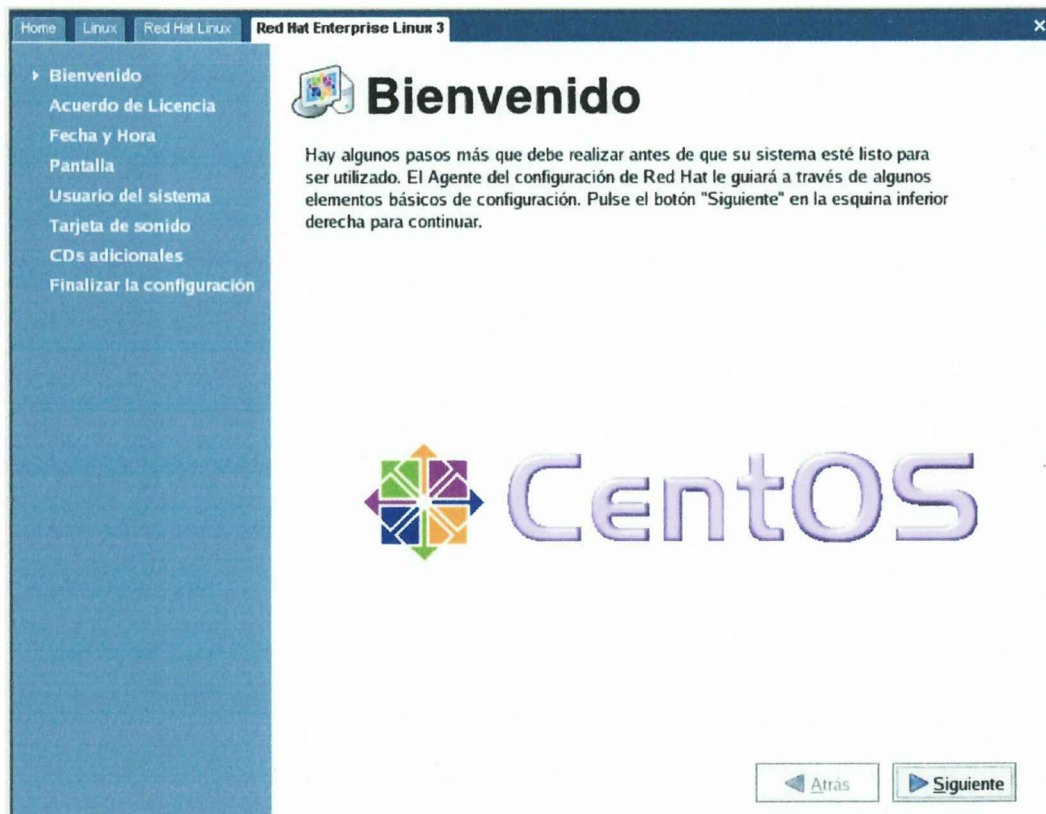 Home Linux Red Hat Linux Red Hat Enterprise Linux 3
Bienvenido
Acuerdo de Licencia
Fecha y Hora
Pantalla
Usuario del sistema
Tarjeta de sonido
CDs adicionales
Finalizar la configuración
Bienvenido
Hay algunos pasos más que debe realizar antes de que su sistema esté listo para
ser utilizado. El Agente del configuración de Red Hat le guiará a través de algunos
elementos básicos de configuración. Pulse el botón "Siguiente" en la esquina inferior
derecha para continuar.
CentOS
Atrás
Siguiente